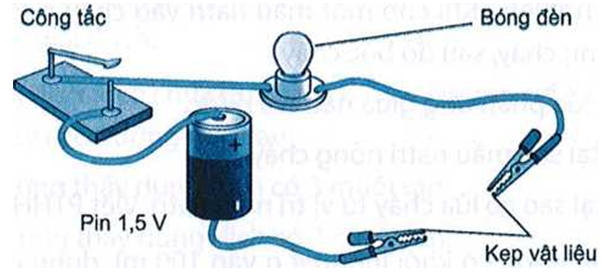 Công tắc
Bóng đèn
+
Pin 1,5 V
Kẹp vật liệu